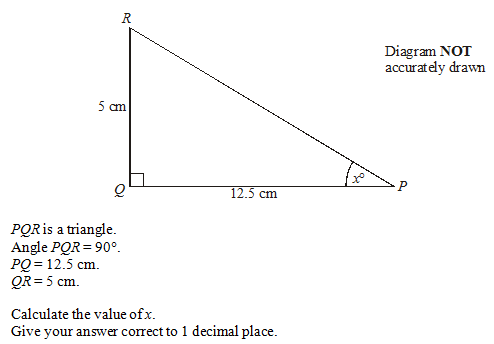 R
Diagram NOT
accurately drawn
5 cm
x°
Q
P
12.5 cm
PQR is a triangle.
Angle PQR = 90°.
PQ = 12.5 cm.
QR = 5 cm.
Calculate the value of x.
Give your answer correct to 1 decimal place.